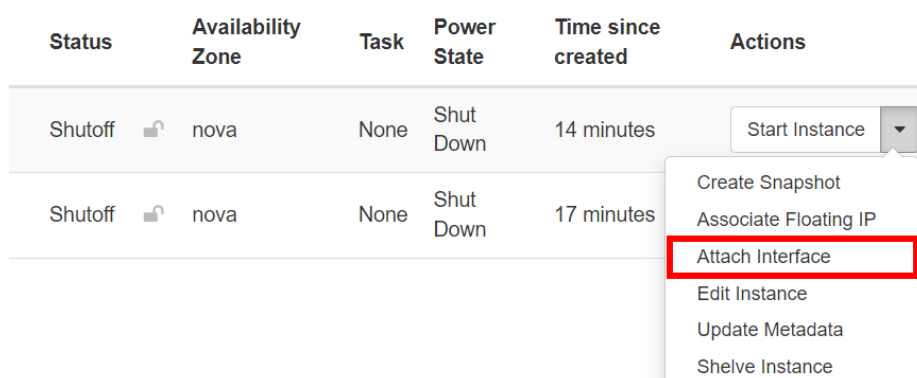 Status Availability Zone Task Power State Time since created Actions
Shutoff nova None Shut Down 14 minutes Start Instance
Shutoff nova None Shut Down 17 minutes
Create Snapshot
Associate Floating IP
Attach Interface
Edit Instance
Update Metadata
Shelve Instance